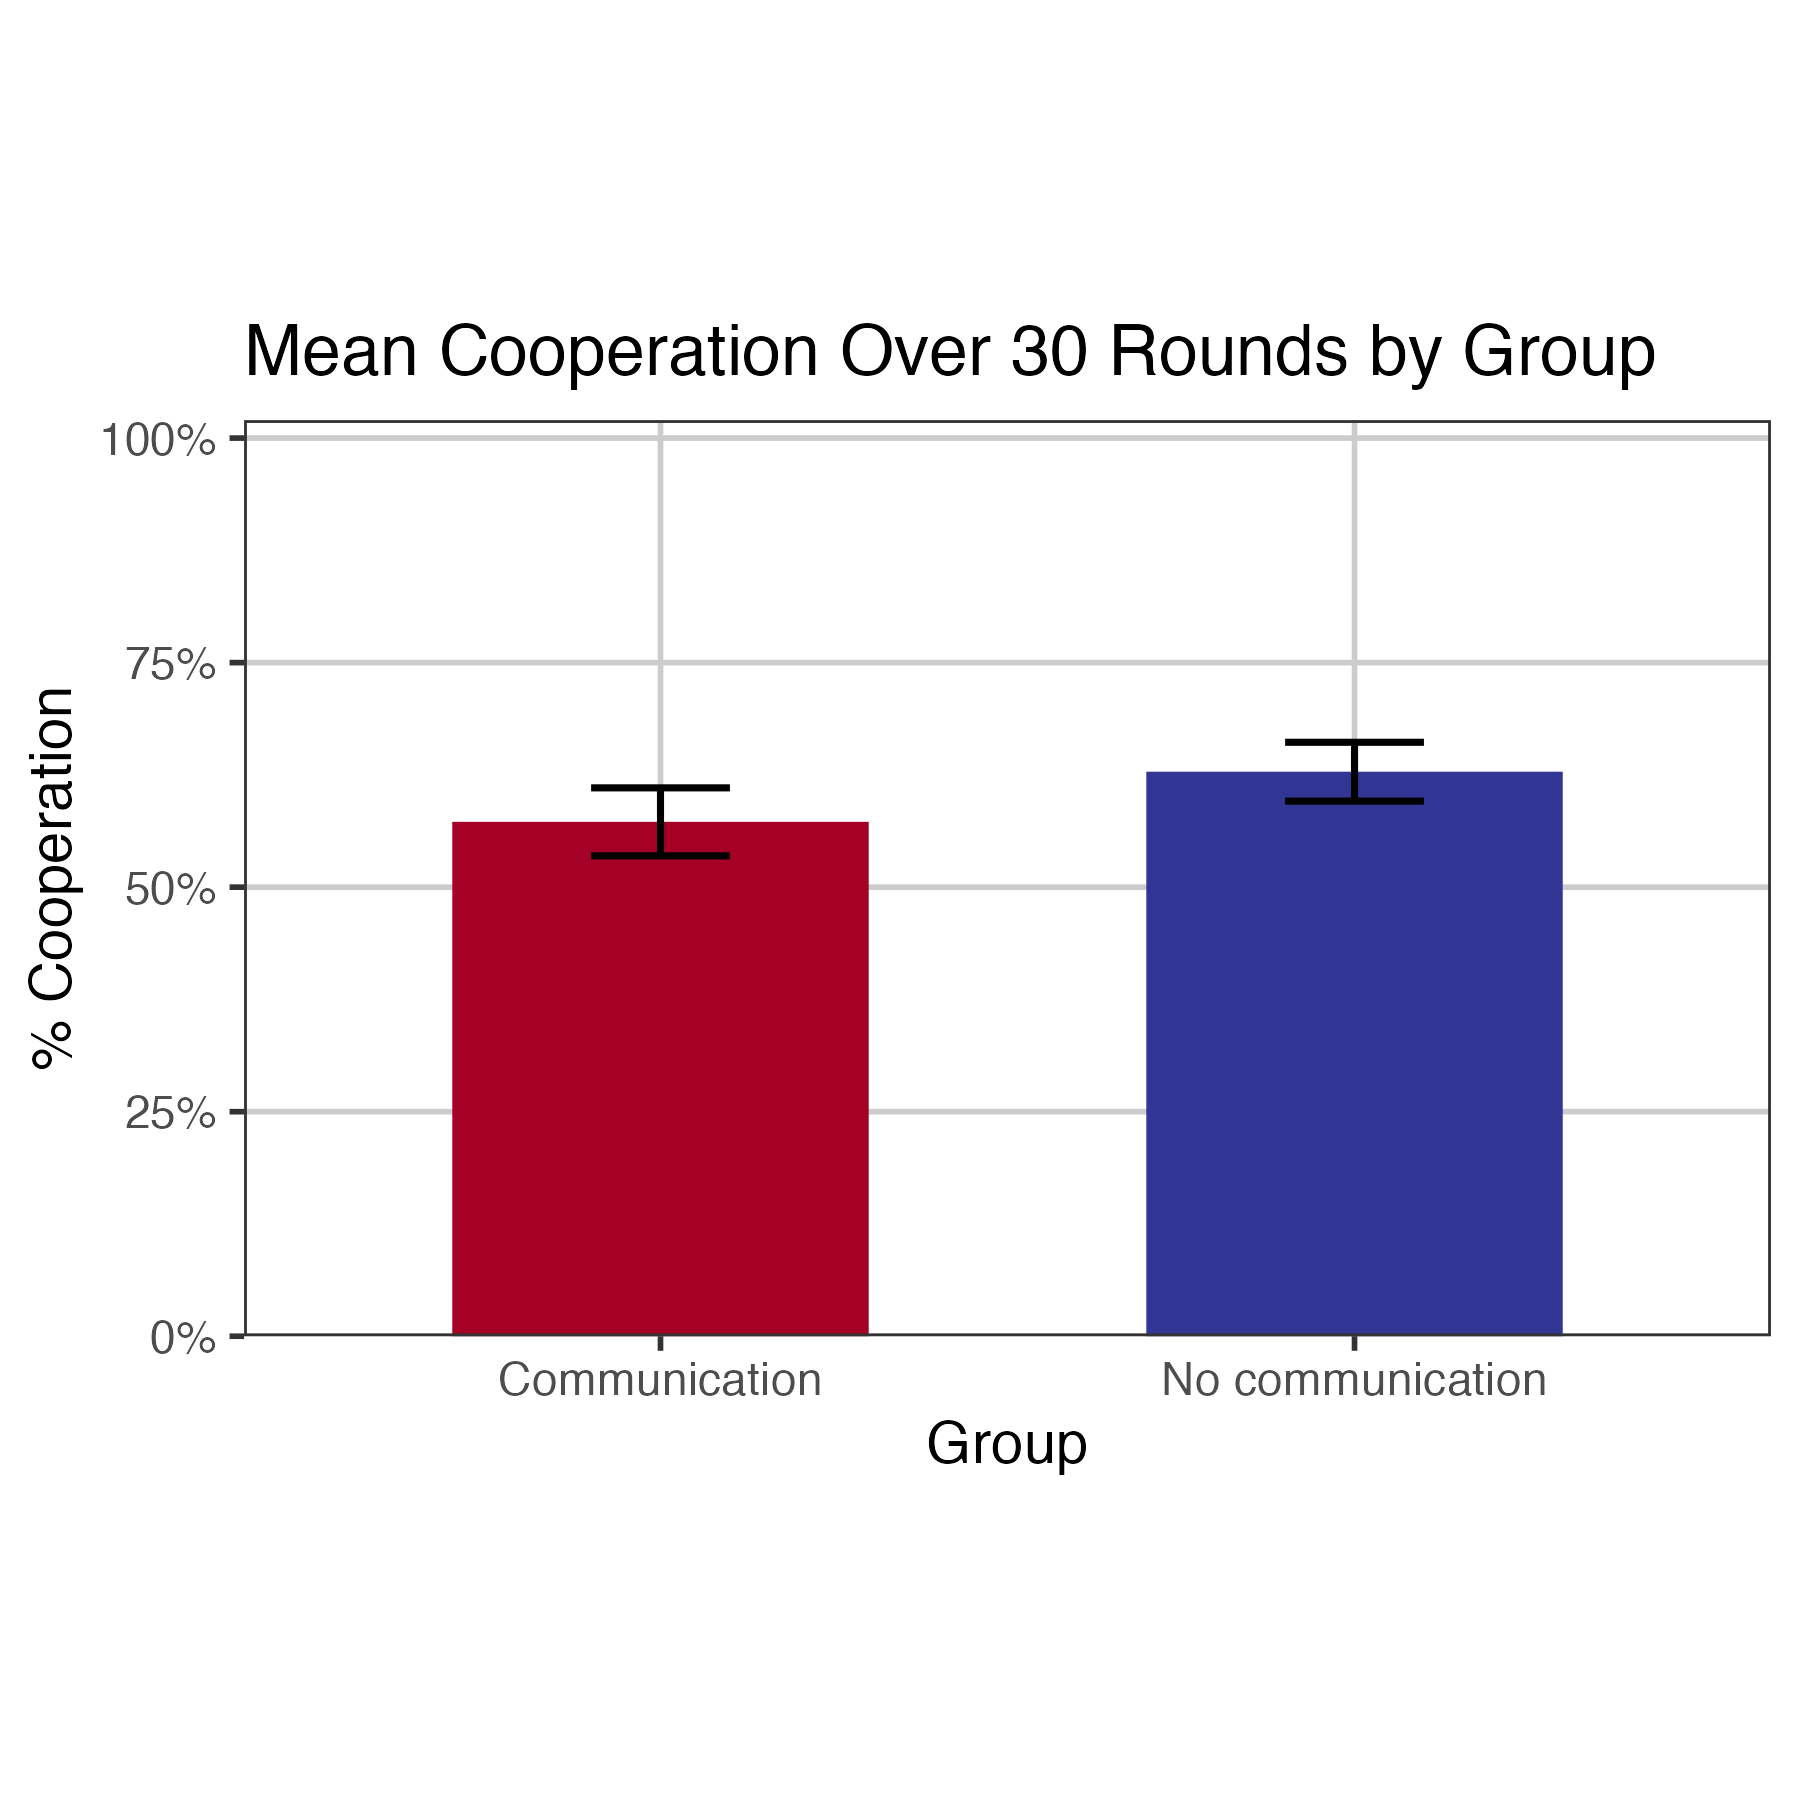 Mean Cooperation Over 30 Rounds by Group
100%
75%
50%
25%
0%
% Cooperation
Communication
No communication
Group